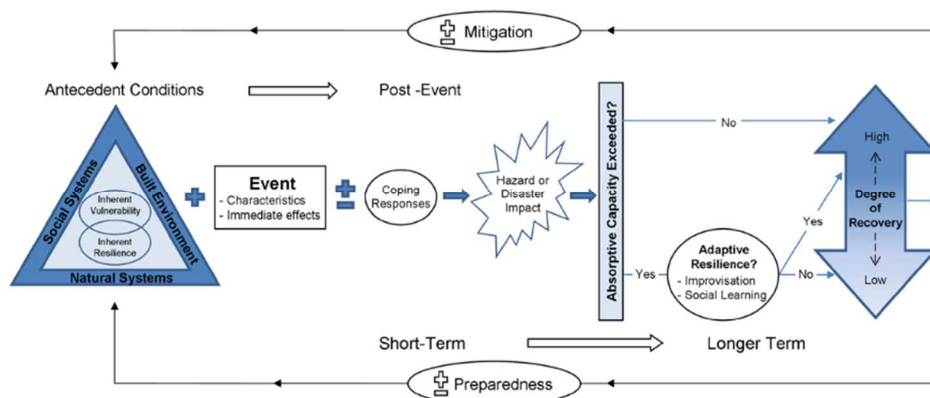 ± Mitigation
Antecedent Conditions
Post -Event
Social Systems
Built Environment
Natural Systems
Inherent
Vulnerability
Inherent
Resilience
+
Event
- Characteristics
- Immediate effects
±
Coping
Responses
Hazard or
Disaster
Impact
Absorptive Capacity Exceeded?
No
Yes
Adaptive
Resilience?
- Improvisation
- Social Learning
Yes
No
High
Degree of
Recovery
Low
Short-Term
Longer Term
± Preparedness